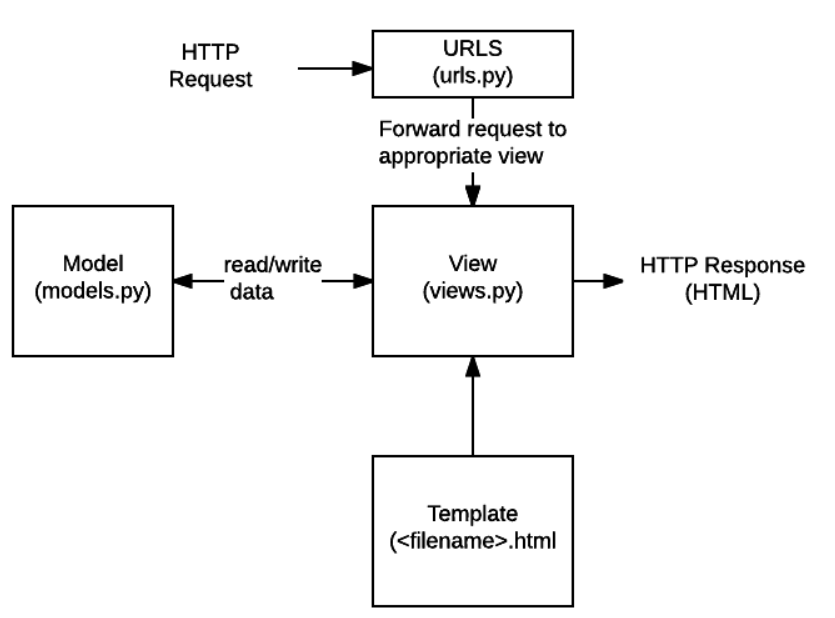 HTTP
Request
URLS
(urls.py)
Forward request to
appropriate view
Model
(models.py)
read/write
data
View
(views.py)
HTTP Response
(HTML)
Template
(<filename>.html